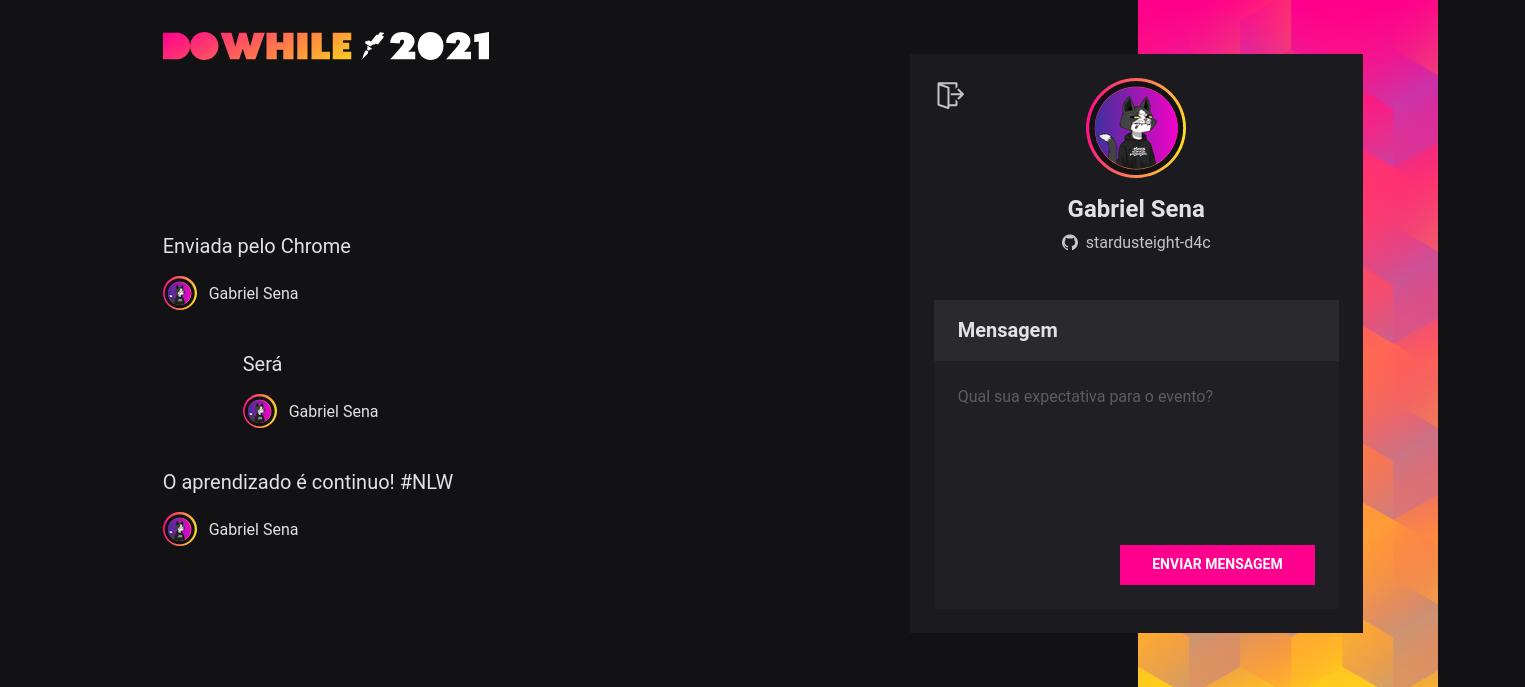 DOWHILE 2021
Enviada pelo Chrome
Gabriel Sena
Será
Gabriel Sena
O aprendizado é continuo! #NLW
Gabriel Sena
Gabriel Sena
stardusteight-d4c
Mensagem
Qual sua expectativa para o evento?
ENVIAR MENSAGEM